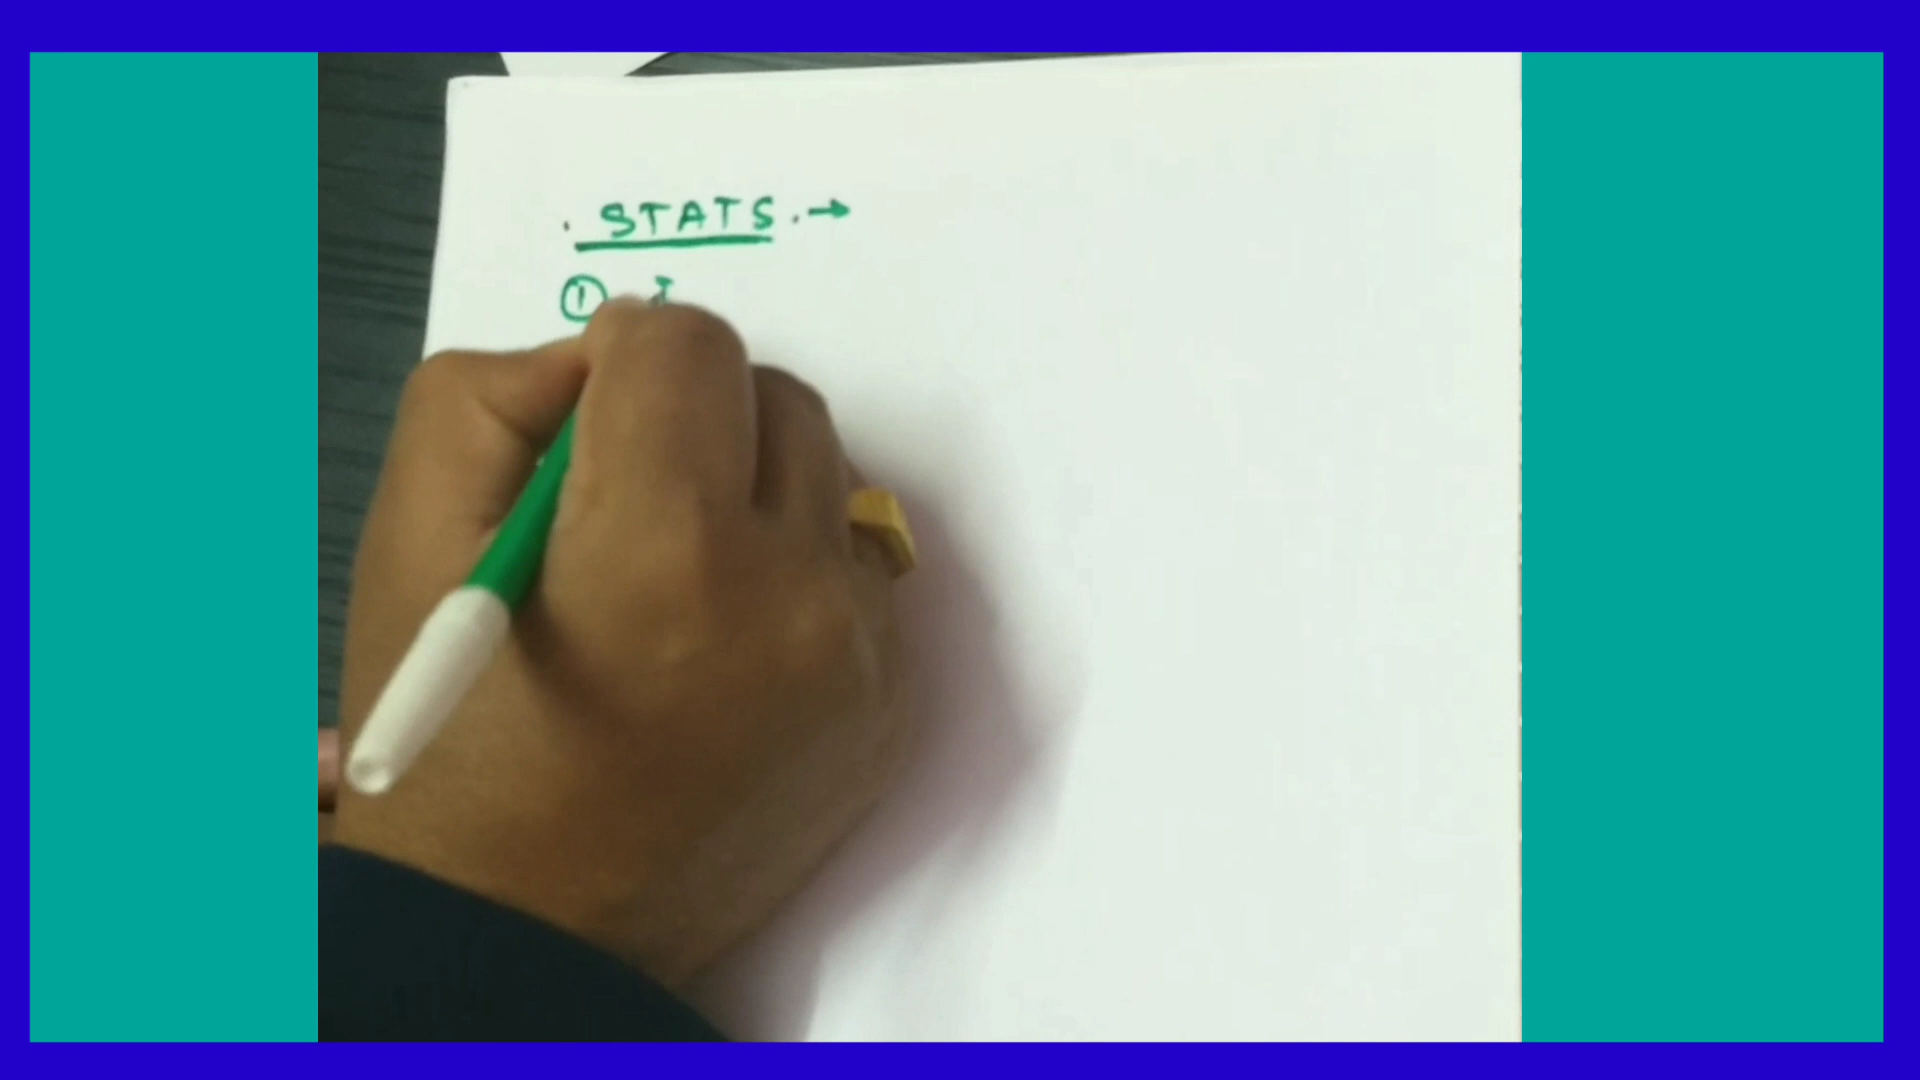 . STATS. →
①